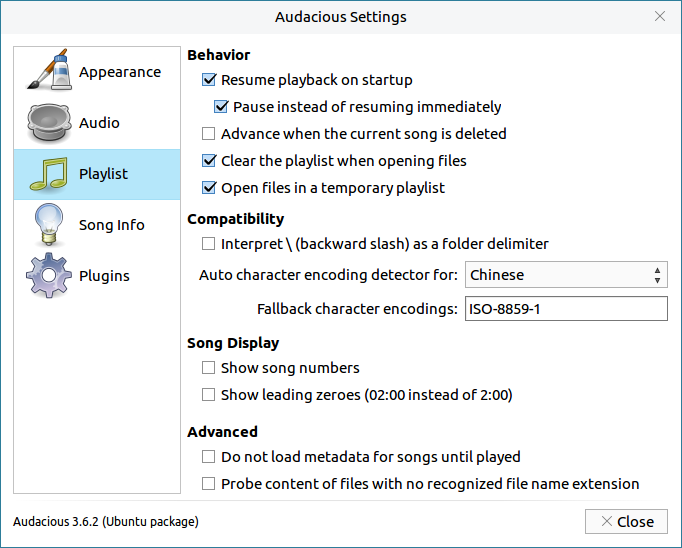 Audacious Settings
Appearance
Audio
Playlist
Song Info
Plugins
Behavior
Resume playback on startup
Pause instead of resuming immediately
Advance when the current song is deleted
Clear the playlist when opening files
Open files in a temporary playlist
Compatibility
Interpret \ (backward slash) as a folder delimiter
Auto character encoding detector for: Chinese
Fallback character encodings: ISO-8859-1
Song Display
Show song numbers
Show leading zeroes (02:00 instead of 2:00)
Advanced
Do not load metadata for songs until played
Probe content of files with no recognized file name extension
Audacious 3.6.2 (Ubuntu package)
Close